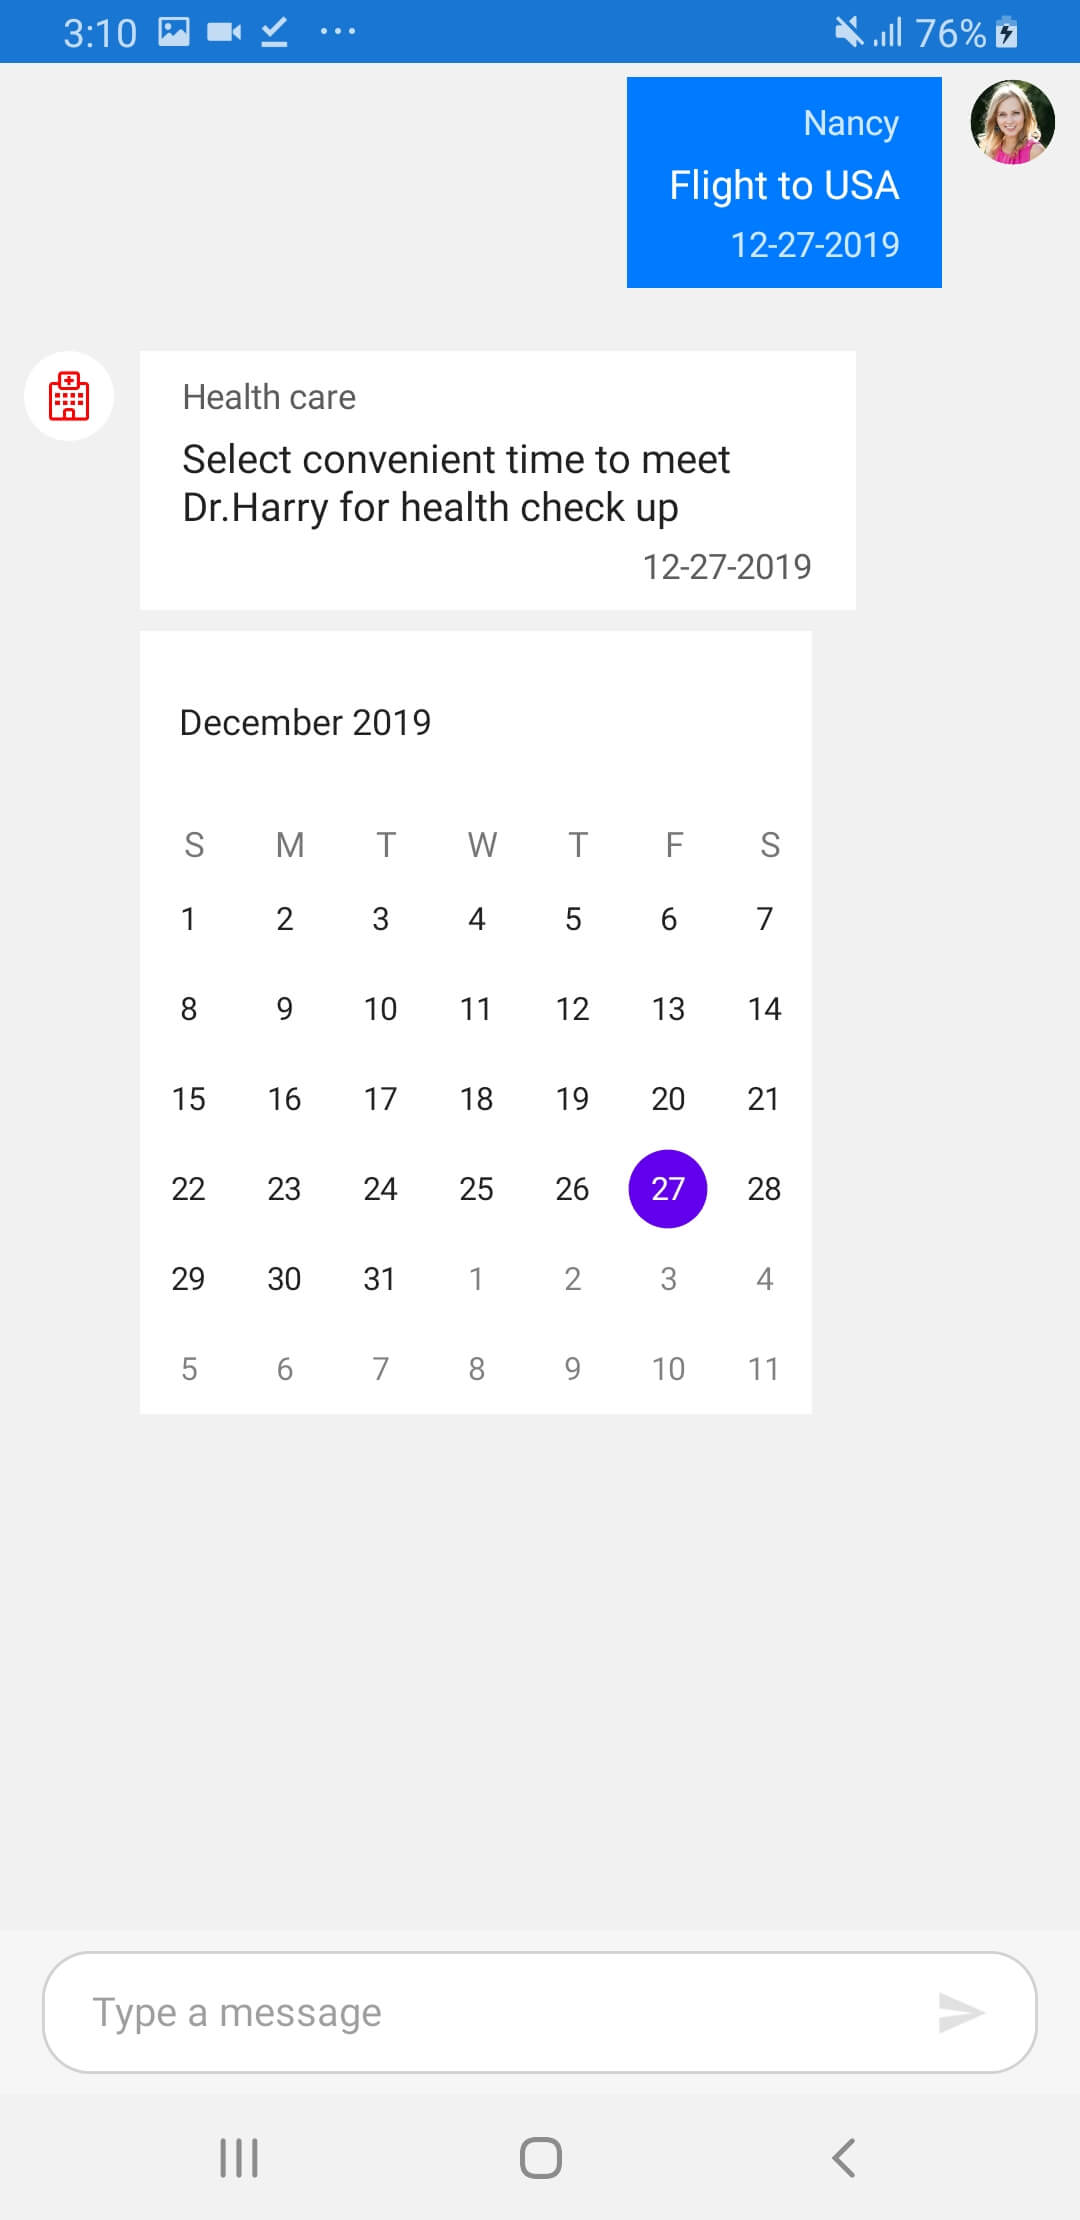 3:10 76%
Nancy
Flight to USA
12-27-2019
Health care
Select convenient time to meet
Dr.Harry for health check up
12-27-2019
December 2019
S M T W T F S
1 2 3 4 5 6 7
8 9 10 11 12 13 14
15 16 17 18 19 20 21
22 23 24 25 26 27 28
29 30 31 1 2 3 4
5 6 7 8 9 10 11
Type a message